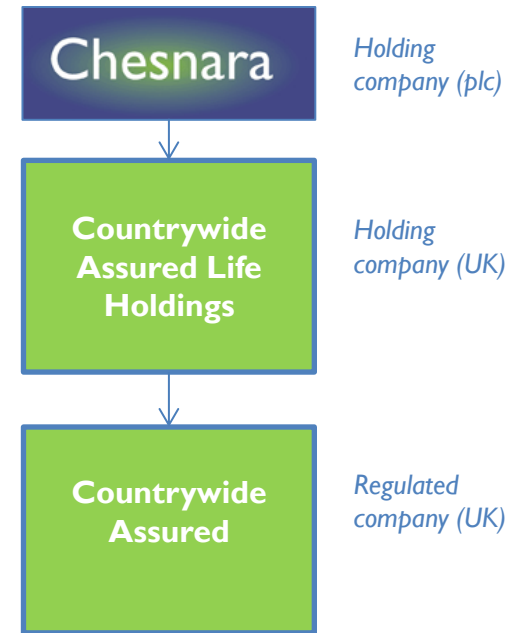 Chesnara
Holding
company (plc)
Countrywide
Assured Life
Holdings
Holding
company (UK)
Countrywide
Assured
Regulated
company (UK)